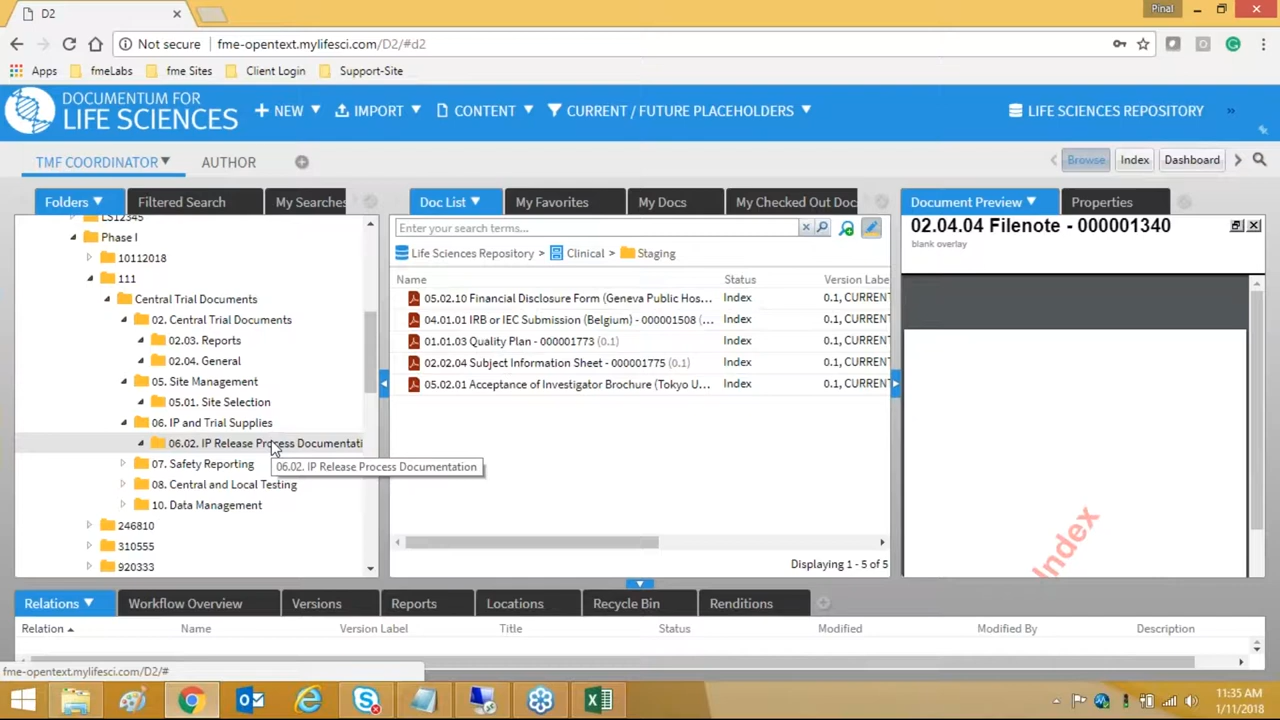 D2
Pinal
Not secure
fme-opentext.mylifesci.com/D2/#d2
Apps
fmeLabs
fme Sites
Client Login
Support-Site
DOCUMENTUM FOR
LIFE SCIENCES
NEW
IMPORT
CONTENT
CURRENT / FUTURE PLACEHOLDERS
LIFE SCIENCES REPOSITORY
TMF COORDINATOR
AUTHOR
Browse
Index
Dashboard
Folders
Filtered Search
My Searches
Doc List
My Favorites
My Docs
My Checked Out Doc
Document Preview
Properties
LS12345
Phase I
10112018
111
Central Trial Documents
02. Central Trial Documents
02.03. Reports
02.04. General
05. Site Management
05.01. Site Selection
06. IP and Trial Supplies
06.02. IP Release Process Documentati
06.02. IP Release Process Documentation
07. Safety Reporting
08. Central and Local Testing
10. Data Management
246810
310555
920333
Enter your search terms...
Life Sciences Repository > Clinical > Staging
Name Status Version Labe
05.02.10 Financial Disclosure Form (Geneva Public Hos... Index 0.1, CURRENT
04.01.01 IRB or IEC Submission (Belgium) - 000001508 (... Index 0.1, CURRENT
01.01.03 Quality Plan - 000001773 (0.1) Index 0.1, CURRENT
02.02.04 Subject Information Sheet - 000001775 (0.1) Index 0.1, CURRENT
05.02.01 Acceptance of Investigator Brochure (Tokyo U... Index 0.1, CURRENT
Displaying 1 - 5 of 5
02.04.04 Filenote - 000001340
blank overlay
Index
Relations
Workflow Overview
Versions
Reports
Locations
Recycle Bin
Renditions
Relation Name Version Label Title Status Modified Modified By Description
fme-opentext.mylifesci.com/D2/#
11:35 AM
1/11/2018